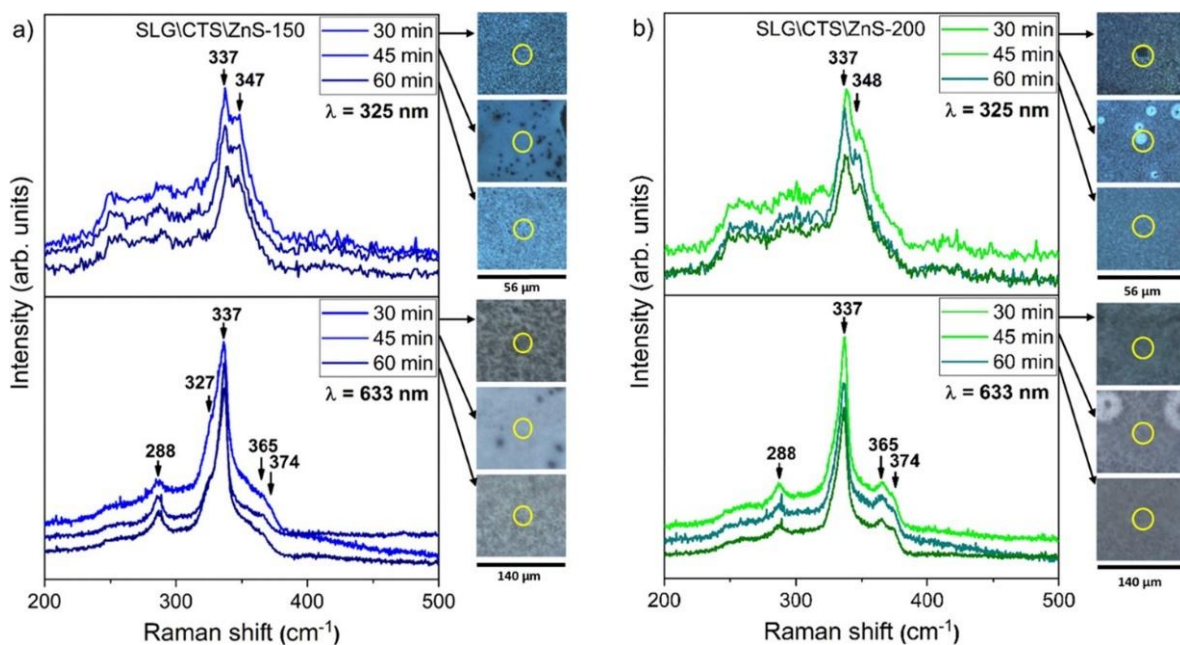 a)
SLG\CTS\ZnS-150
30 min
45 min
60 min
337
347
λ = 325 nm
56 µm
30 min
45 min
60 min
337
327
λ = 633 nm
288
365
374
140 µm
Intensity (arb. units)
200 300 400 500
Raman shift (cm⁻¹)
b)
SLG\CTS\ZnS-200
30 min
45 min
60 min
337
348
λ = 325 nm
56 µm
30 min
45 min
60 min
337
λ = 633 nm
288
365
374
140 µm
Intensity (arb. units)
200 300 400 500
Raman shift (cm⁻¹)